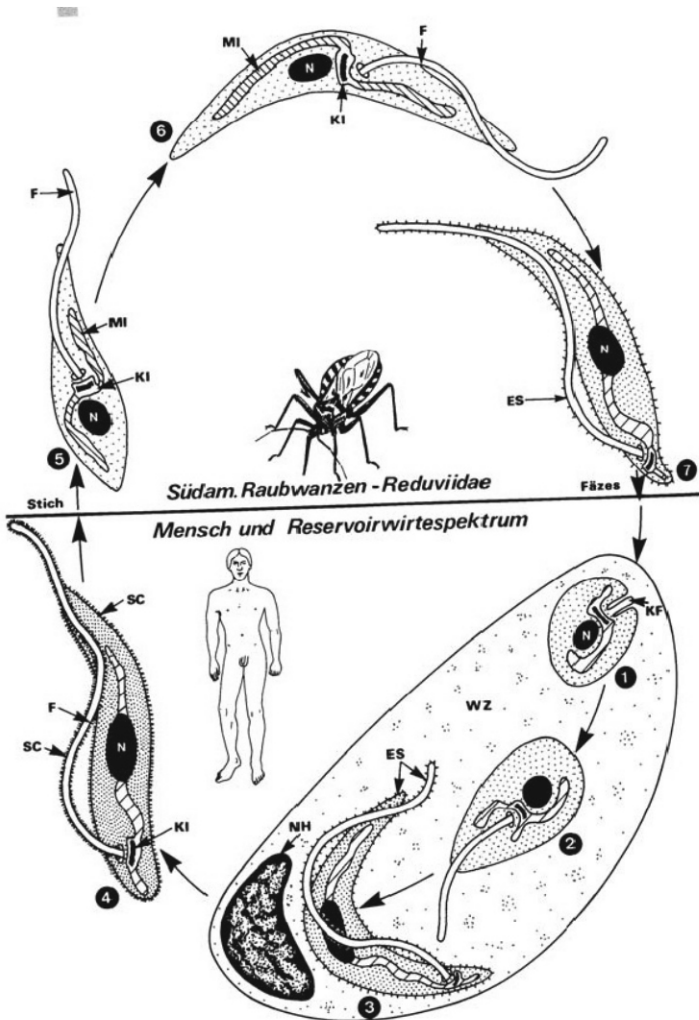 MI
F
N
KI
6
F
MI
KI
N
5
N
ES
7
Südam. Raubwanzen - Reduviidae
Stich
Fäzes
Mensch und Reservoirwirtespektrum
SC
F
SC
N
KI
4
N
KF
1
WZ
2
ES
NH
3